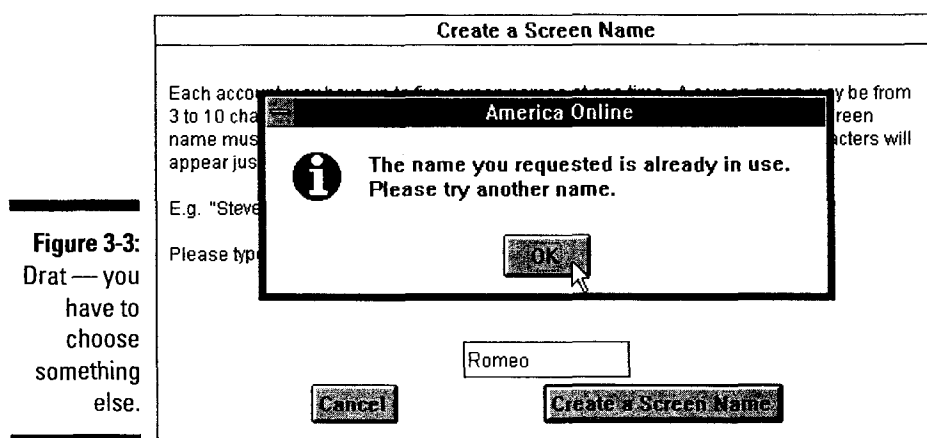 Create a Screen Name
Each
y be from
3 to 10 cha
reen
name mus
acters will
appear jus
E.g. "Steve
Please typ
America Online
The name you requested is already in use.
Please try another name.
OK
Romeo
Cancel
Create a Screen Name
Figure 3-3:
Drat — you
have to
choose
something
else.